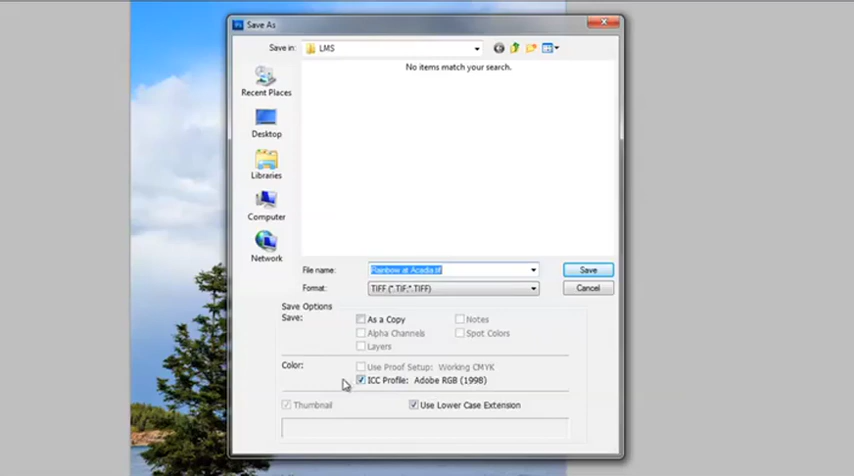 Save As
Save in: LMS
No items match your search.
Recent Places
Desktop
Libraries
Computer
Network
File name: Rainbow at Acadia.tif Save
Format: TIFF (*.TIF;*.TIFF) Cancel
Save Options
Save: As a Copy Notes
Alpha Channels Spot Colors
Layers
Color: Use Proof Setup: Working CMYK
ICC Profile: Adobe RGB (1998)
Thumbnail Use Lower Case Extension